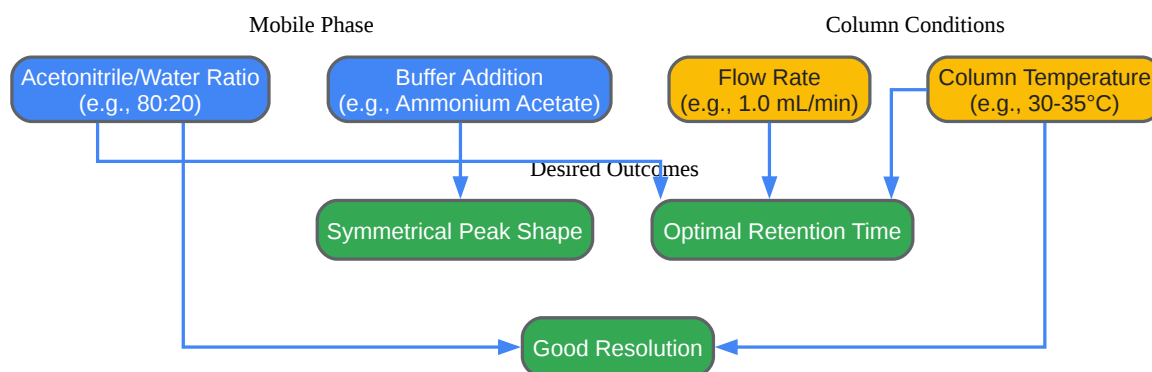 Mobile Phase
Column Conditions
Acetonitrile/Water Ratio
(e.g., 80:20)
Buffer Addition
(e.g., Ammonium Acetate)
Flow Rate
(e.g., 1.0 mL/min)
Column Temperature
(e.g., 30-35°C)
Desired Outcomes
Symmetrical Peak Shape
Optimal Retention Time
Good Resolution